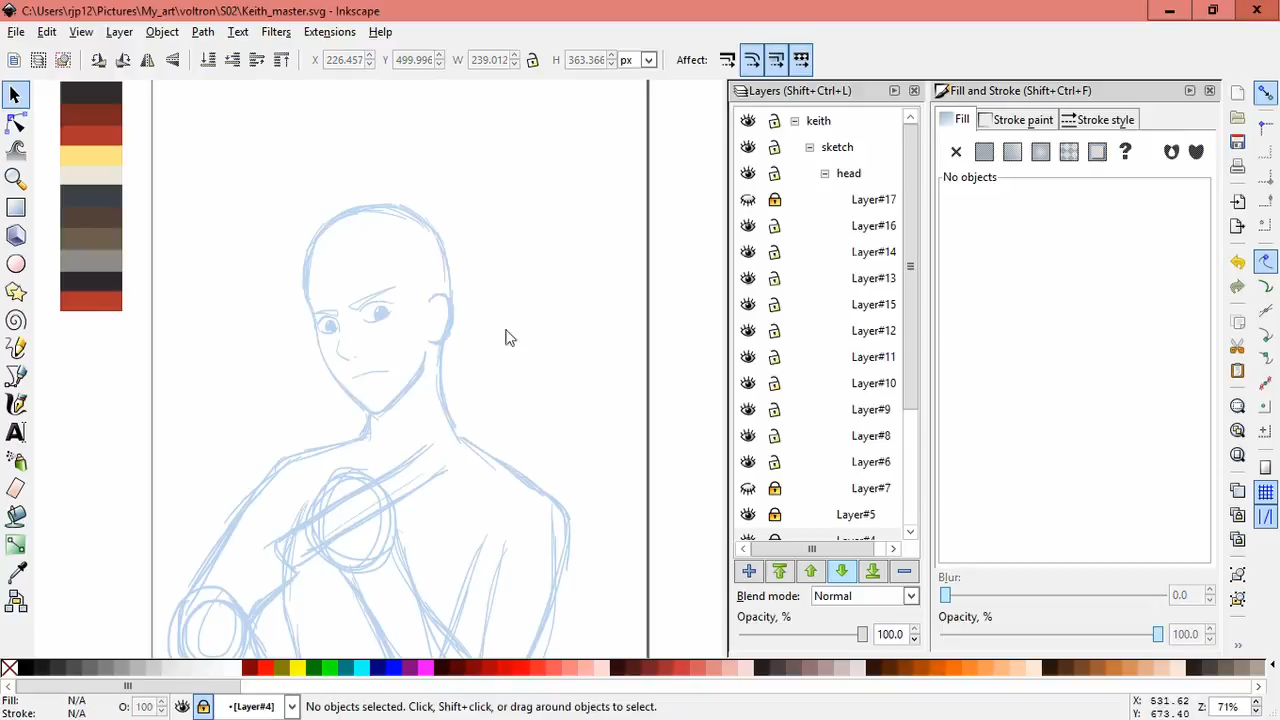 C:\Users\rjp12\Pictures\My_art\voltron\S02\Keith_master.svg - Inkscape
File Edit View Layer Object Path Text Filters Extensions Help
X 226.457 Y 499.996 W 239.012 H 363.366 px Affect:
Layers (Shift+Ctrl+L)
Fill and Stroke (Shift+Ctrl+F)
Fill Stroke paint Stroke style
No objects
keith
sketch
head
Layer#17
Layer#16
Layer#14
Layer#13
Layer#15
Layer#12
Layer#11
Layer#10
Layer#9
Layer#8
Layer#6
Layer#7
Layer#5
Layer#4
Blend mode: Normal
Opacity, %
100.0
Blur:
0.0
Opacity, %
100.0
Fill: N/A
Stroke: N/A
O: 100
•[Layer#4]
No objects selected. Click, Shift+click, or drag around objects to select.
X: 531.62
Y: 673.40
Z: 71%